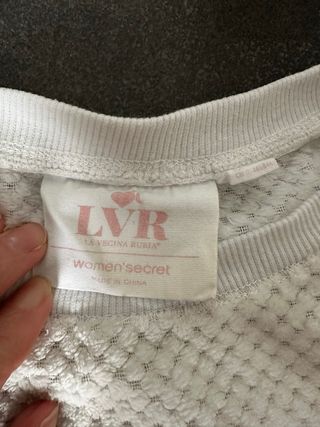 LVR
LA VECINA RUBIA®
women'secret
MADE IN CHINA